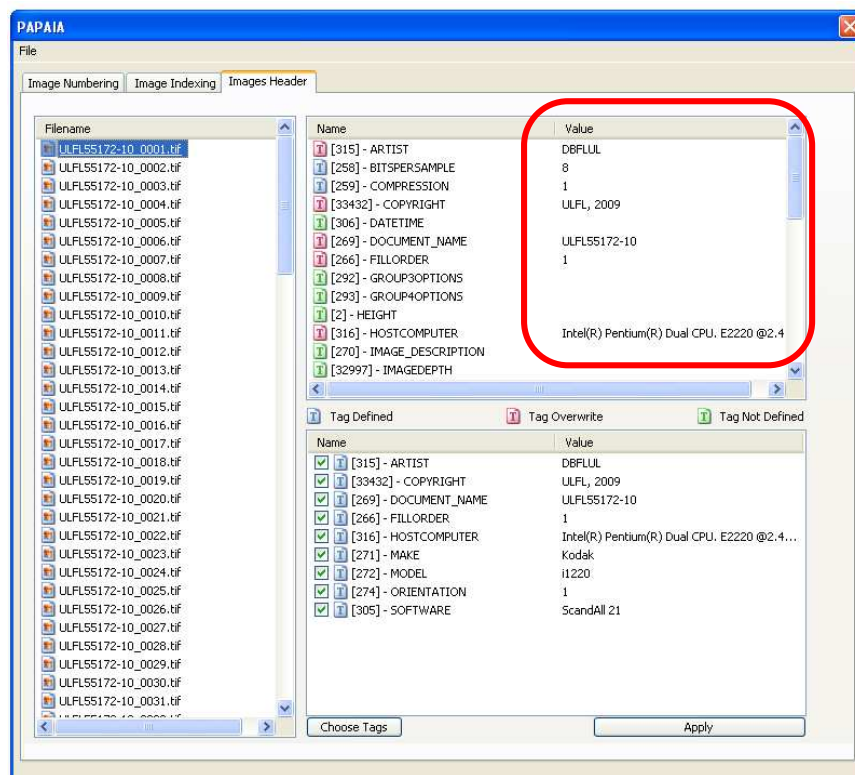 PAPAIA
File
Image Numbering Image Indexing Images Header
Filename
ULFL55172-10_0001.tif
ULFL55172-10_0002.tif
ULFL55172-10_0003.tif
ULFL55172-10_0004.tif
ULFL55172-10_0005.tif
ULFL55172-10_0006.tif
ULFL55172-10_0007.tif
ULFL55172-10_0008.tif
ULFL55172-10_0009.tif
ULFL55172-10_0010.tif
ULFL55172-10_0011.tif
ULFL55172-10_0012.tif
ULFL55172-10_0013.tif
ULFL55172-10_0014.tif
ULFL55172-10_0015.tif
ULFL55172-10_0016.tif
ULFL55172-10_0017.tif
ULFL55172-10_0018.tif
ULFL55172-10_0019.tif
ULFL55172-10_0020.tif
ULFL55172-10_0021.tif
ULFL55172-10_0022.tif
ULFL55172-10_0023.tif
ULFL55172-10_0024.tif
ULFL55172-10_0025.tif
ULFL55172-10_0026.tif
ULFL55172-10_0027.tif
ULFL55172-10_0028.tif
ULFL55172-10_0029.tif
ULFL55172-10_0030.tif
ULFL55172-10_0031.tif
Name Value
[315] - ARTIST DBFLUL
[258] - BITSPERSAMPLE 8
[259] - COMPRESSION 1
[33432] - COPYRIGHT ULFL, 2009
[306] - DATETIME
[269] - DOCUMENT_NAME ULFL55172-10
[266] - FILLORDER 1
[292] - GROUP3OPTIONS
[293] - GROUP4OPTIONS
[2] - HEIGHT
[316] - HOSTCOMPUTER Intel(R) Pentium(R) Dual CPU. E2220 @2.4
[270] - IMAGE_DESCRIPTION
[32997] - IMAGEDEPTH
Tag Defined Tag Overwrite Tag Not Defined
Name Value
[315] - ARTIST DBFLUL
[33432] - COPYRIGHT ULFL, 2009
[269] - DOCUMENT_NAME ULFL55172-10
[266] - FILLORDER 1
[316] - HOSTCOMPUTER Intel(R) Pentium(R) Dual CPU. E2220 @2.4...
[271] - MAKE Kodak
[272] - MODEL i1220
[274] - ORIENTATION 1
[305] - SOFTWARE ScandAll 21
Choose Tags Apply